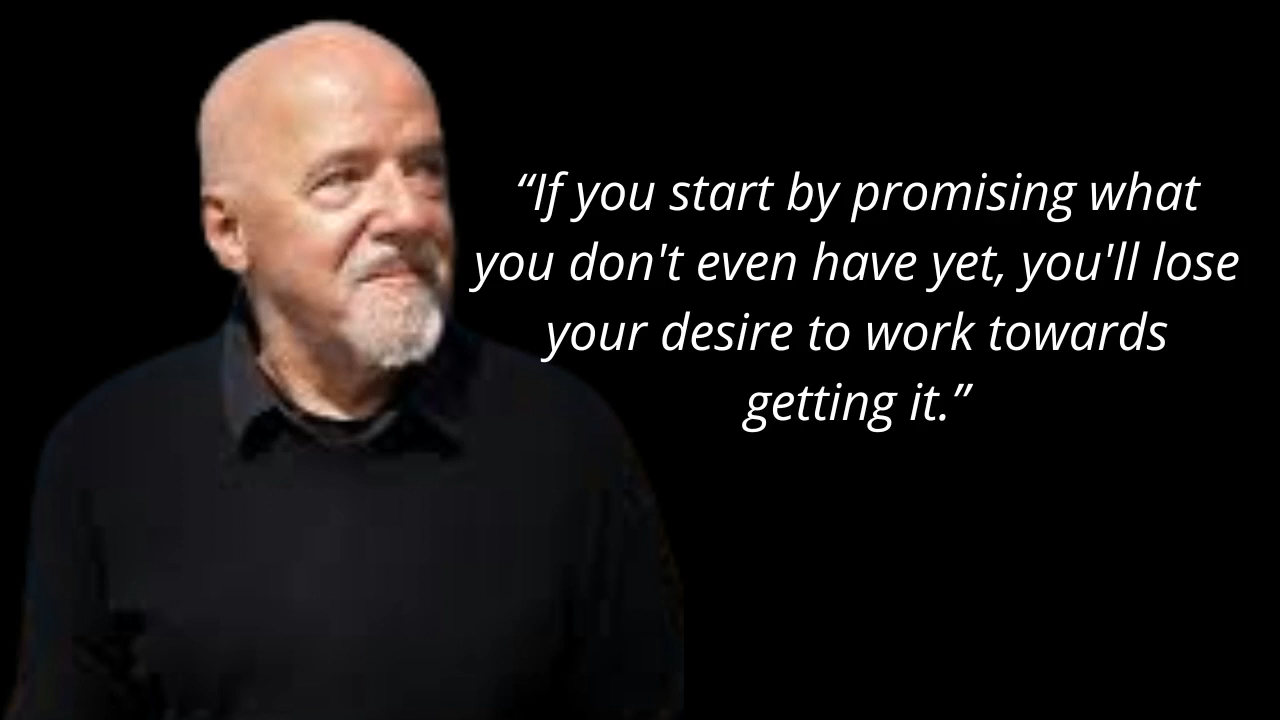 “If you start by promising what
you don't even have yet, you'll lose
your desire to work towards
getting it.”